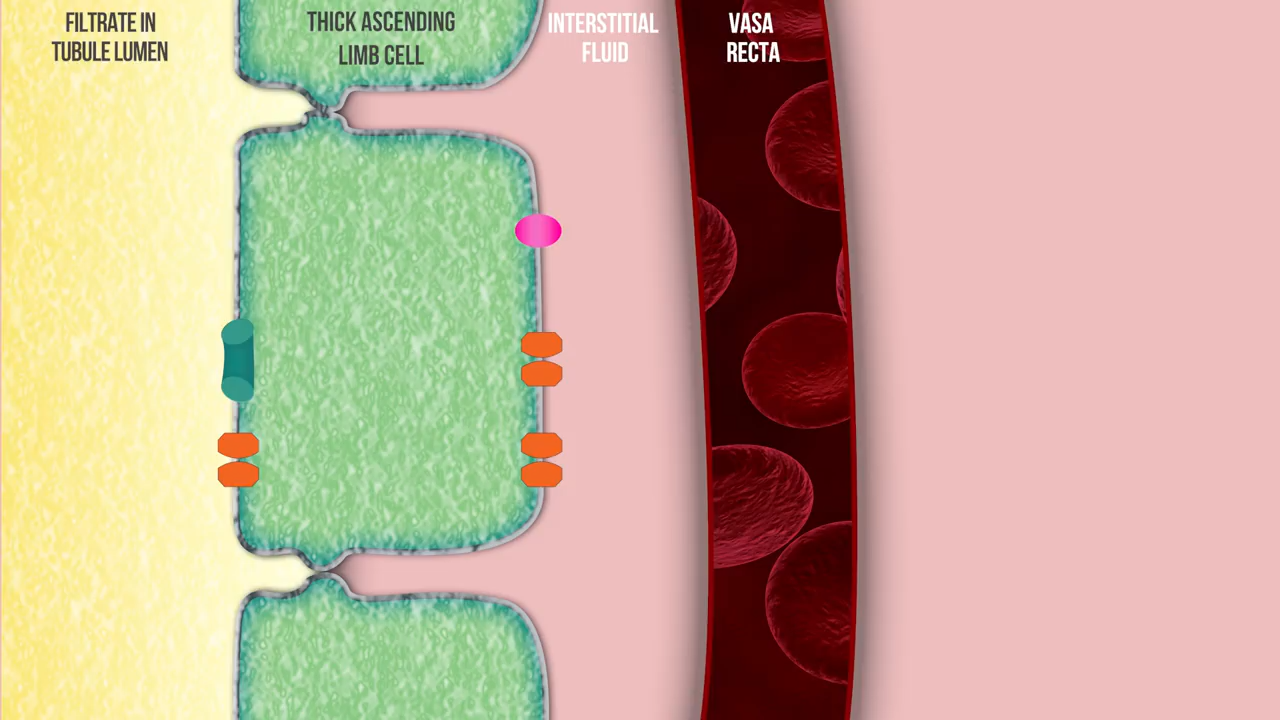 FILTRATE IN
TUBULE LUMEN
THICK ASCENDING
LIMB CELL
INTERSTITIAL
FLUID
VASA
RECTA